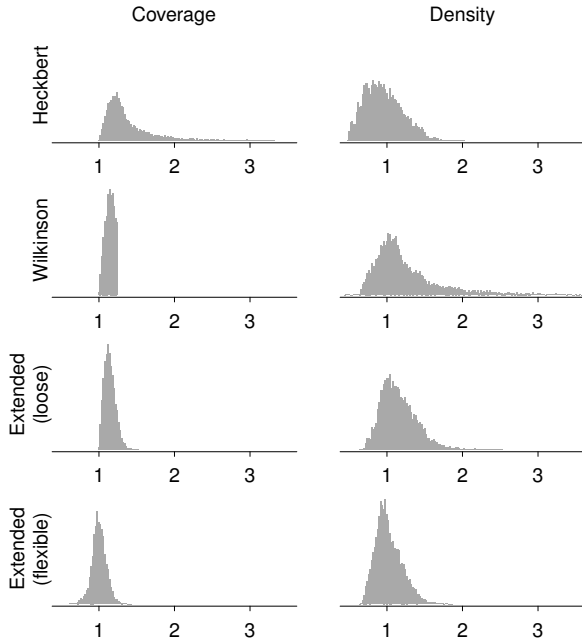 Coverage Density
Heckbert
1 2 3 1 2 3
Wilkinson
1 2 3 1 2 3
Extended
(loose)
1 2 3 1 2 3
Extended
(flexible)
1 2 3 1 2 3